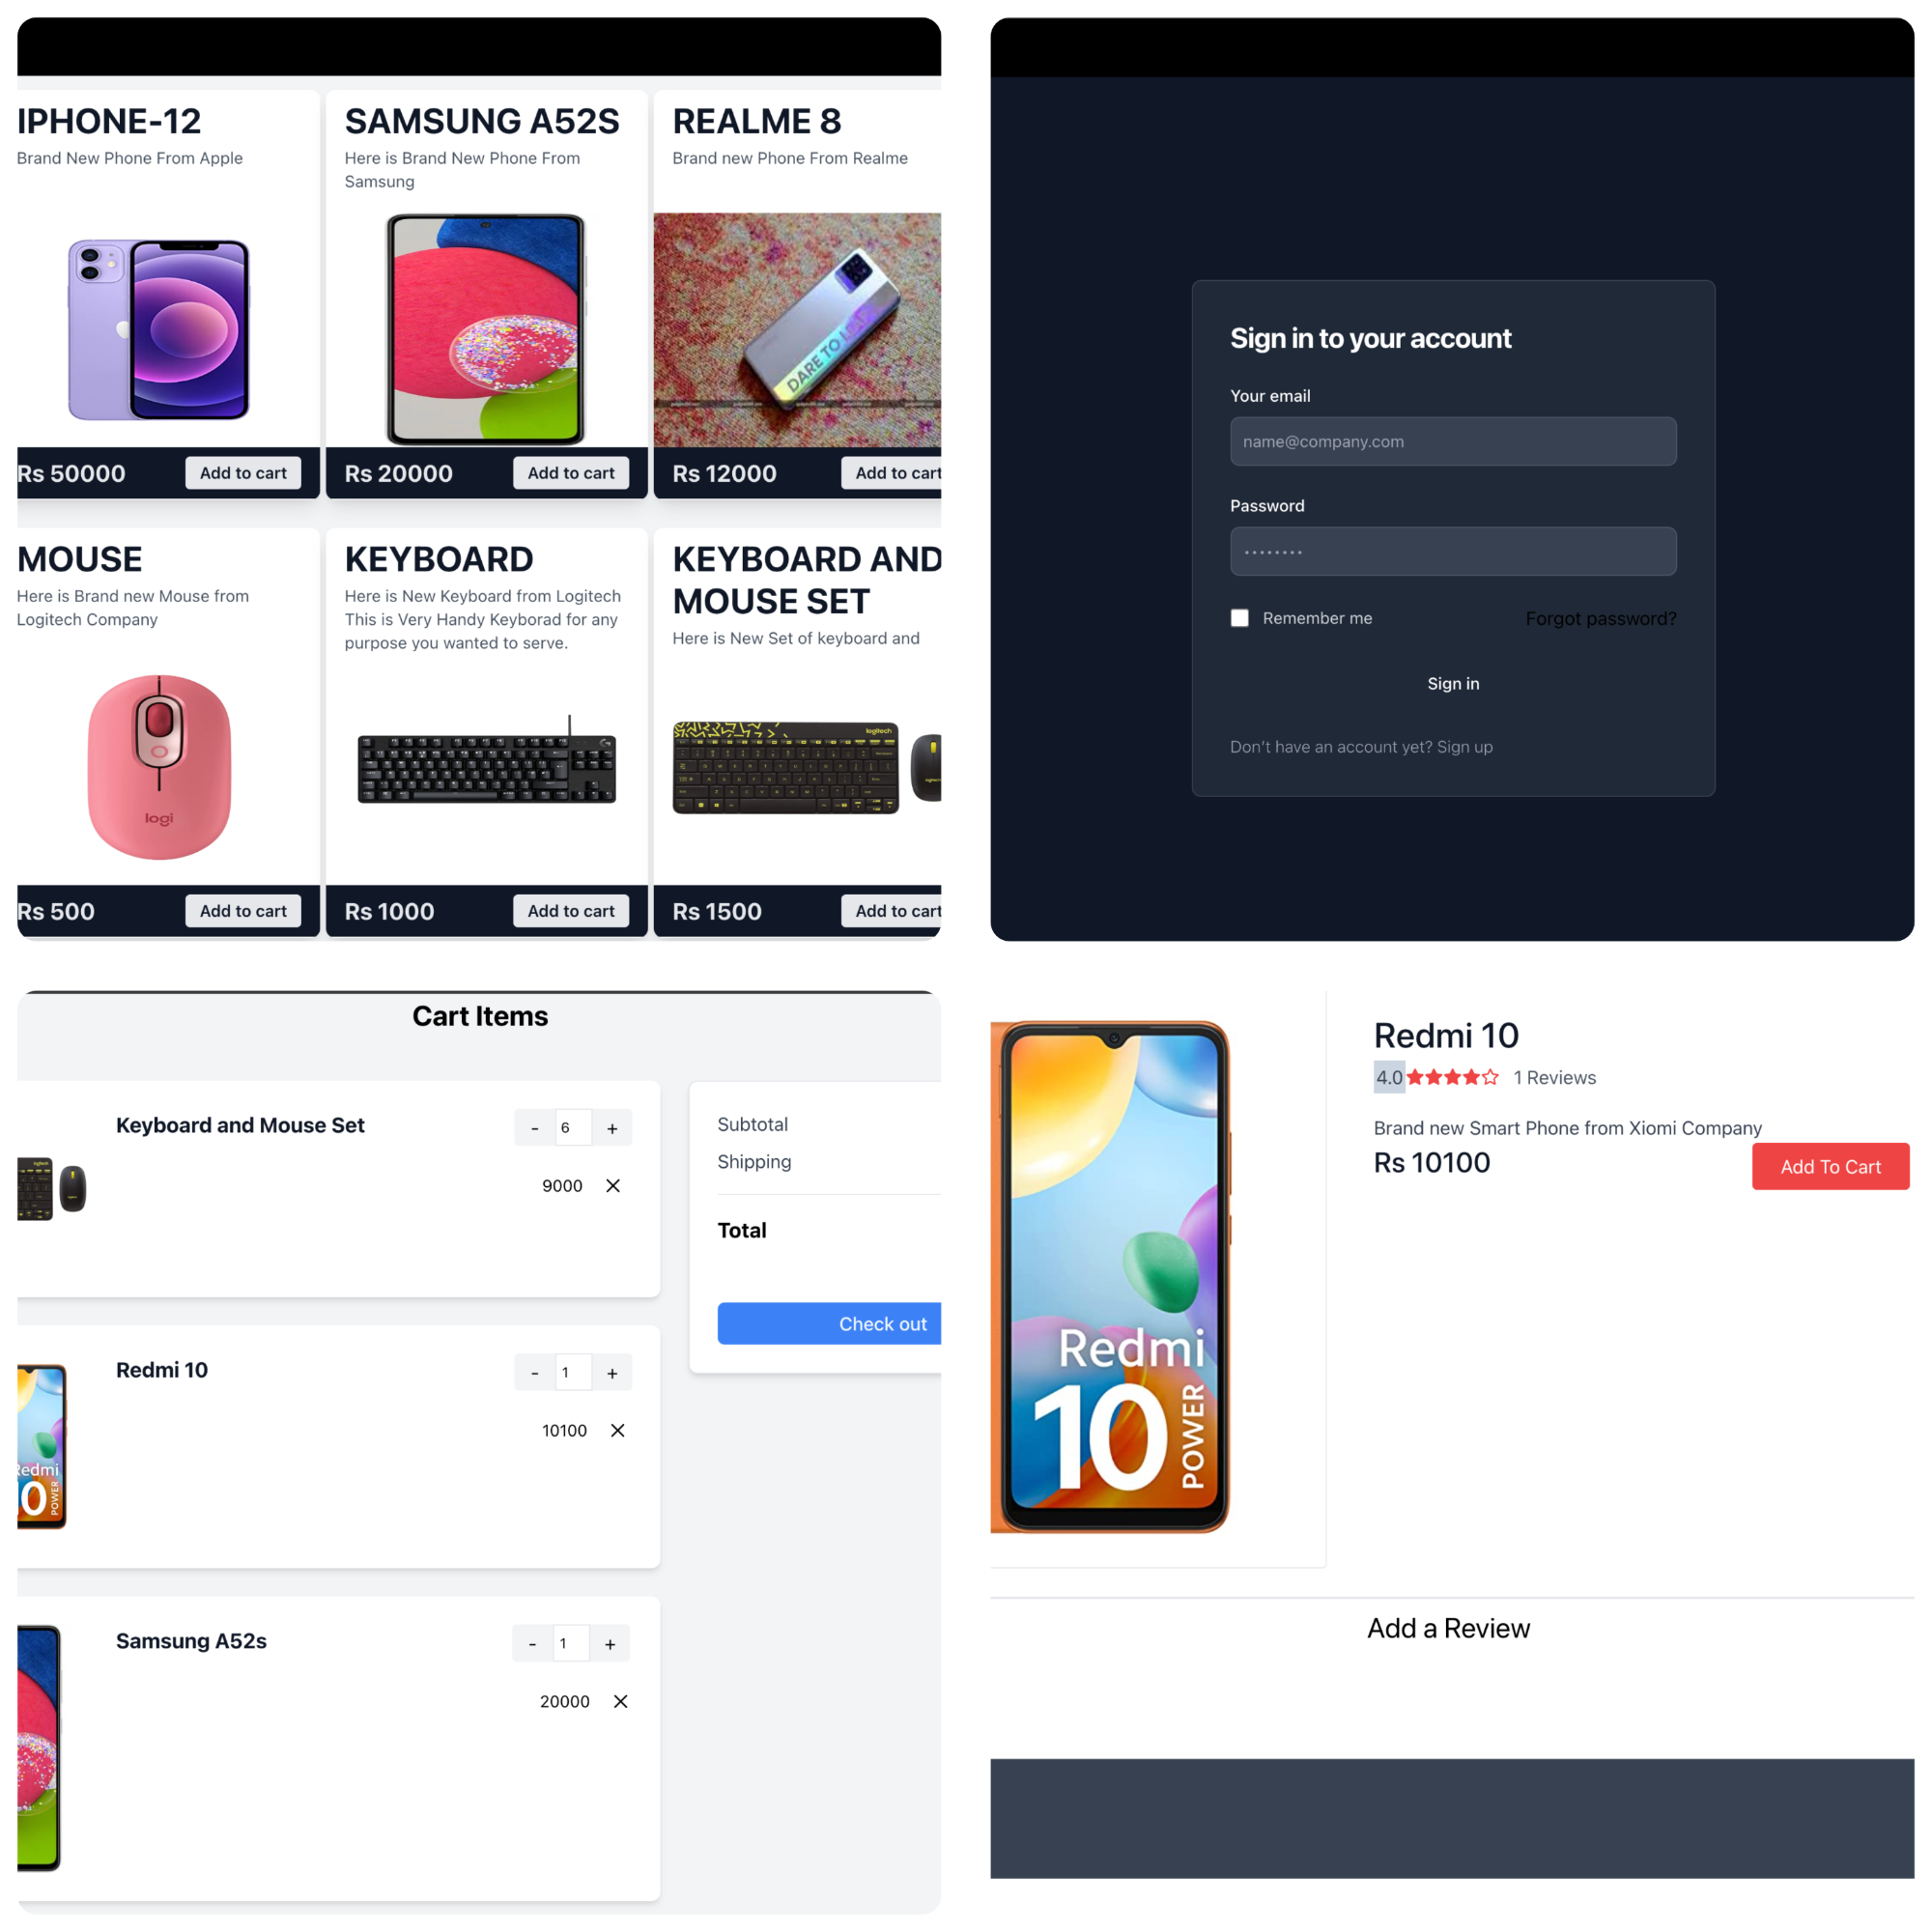 IPHONE-12
Brand New Phone From Apple
SAMSUNG A52S
Here is Brand New Phone From
Samsung
REALME 8
Brand new Phone From Realme
DARE TO
Rs 50000
Add to cart
Rs 20000
Add to cart
Rs 12000
Add to cart
MOUSE
Here is Brand new Mouse from
Logitech Company
KEYBOARD
Here is New Keyboard from Logitech
This is Very Handy Keyborad for any
purpose you wanted to serve.
KEYBOARD AND
MOUSE SET
Here is New Set of keyboard and
logi
logitech
Rs 500
Add to cart
Rs 1000
Add to cart
Rs 1500
Add to cart
Sign in to your account
Your email
name@company.com
Password
Remember me
Forgot password?
Sign in
Don't have an account yet? Sign up
Cart Items
Keyboard and Mouse Set
- 6 +
9000
Redmi 10
- 1 +
10100
Redmi
0
POWER
Samsung A52s
- 1 +
20000
Subtotal
Shipping
Total
Check out
Redmi 10
4.0
1 Reviews
Brand new Smart Phone from Xiomi Company
Rs 10100
Add To Cart
Redmi
10
POWER
Add a Review